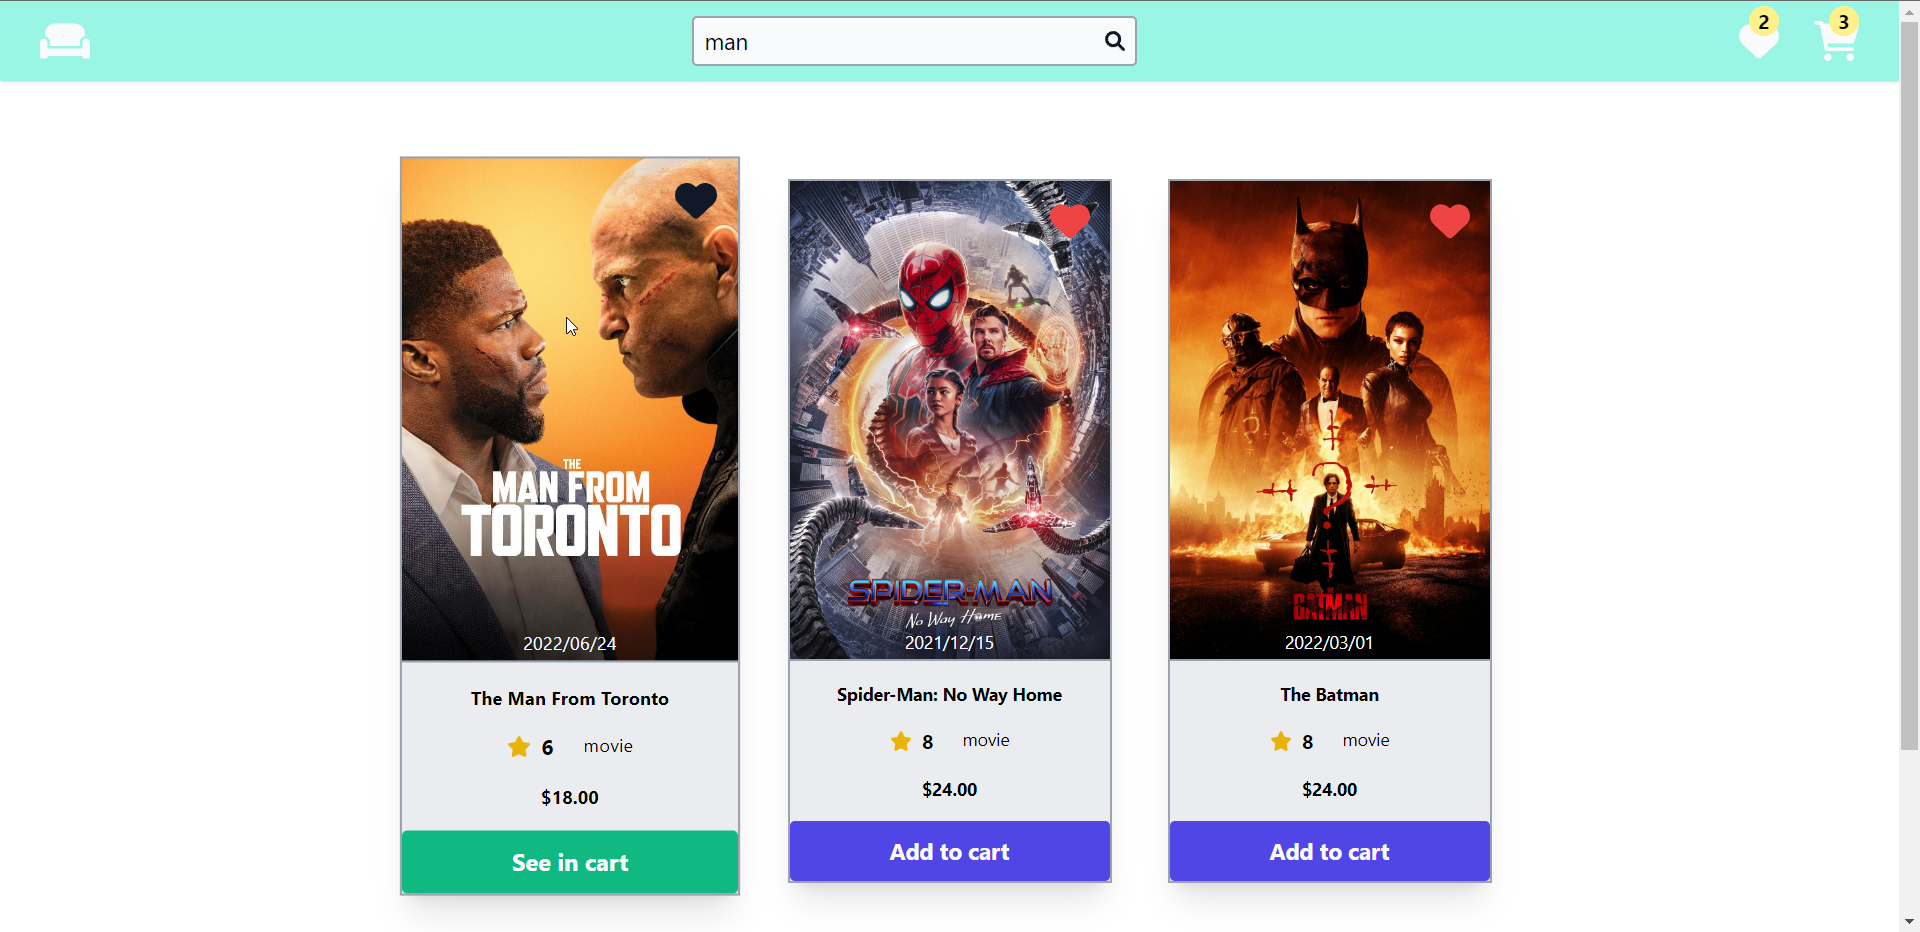 man
2
3
THE
MAN FROM
TORONTO
2022/06/24
The Man From Toronto
6 movie
$18.00
See in cart
SPIDER-MAN
No Way Home
2021/12/15
Spider-Man: No Way Home
8 movie
$24.00
Add to cart
THE
BATMAN
2022/03/01
The Batman
8 movie
$24.00
Add to cart